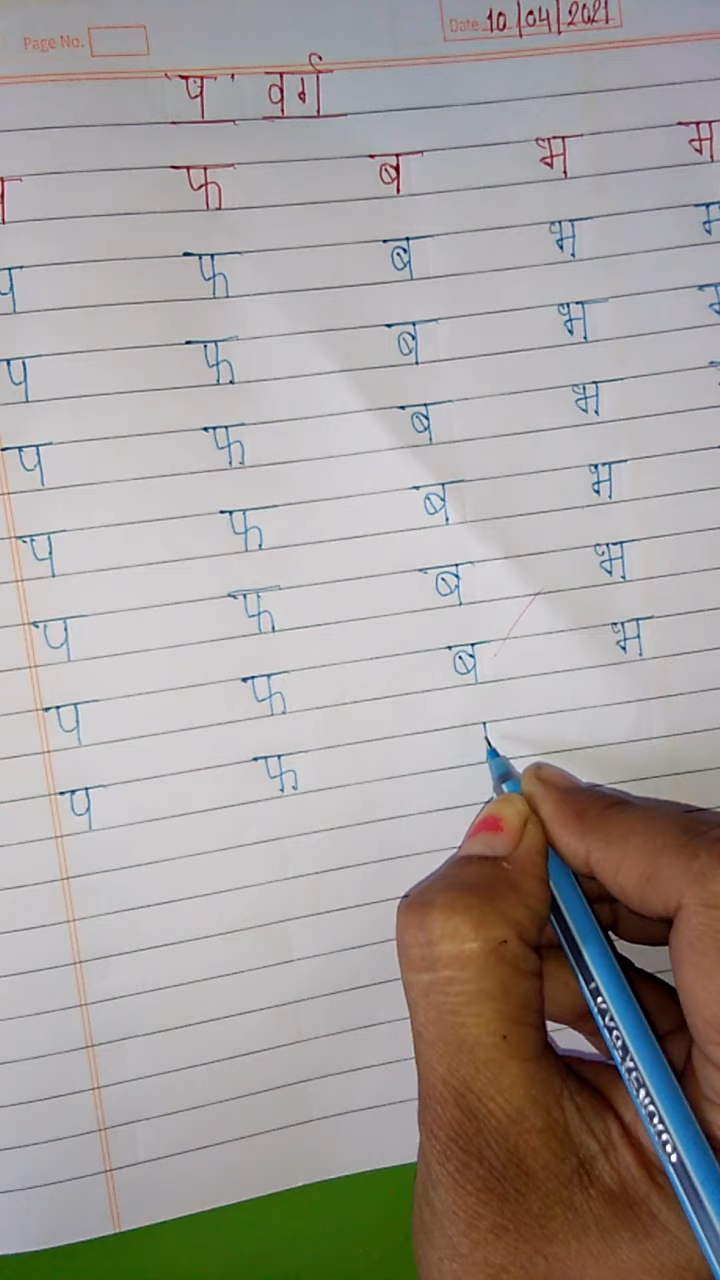 Page No.
Date 10/04/2021
'प' वर्ग
प फ ब भ म
प फ ब भ म
प फ ब भ म
प फ ब भ
प फ ब भ
प फ ब भ
प फ ब भ
प फ